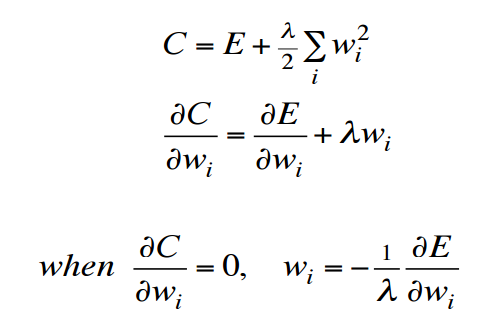 C = E + λ/2 ∑_i w_i^2
∂C/∂w_i = ∂E/∂w_i + λw_i
when ∂C/∂w_i = 0, w_i = −1/λ ∂E/∂w_i